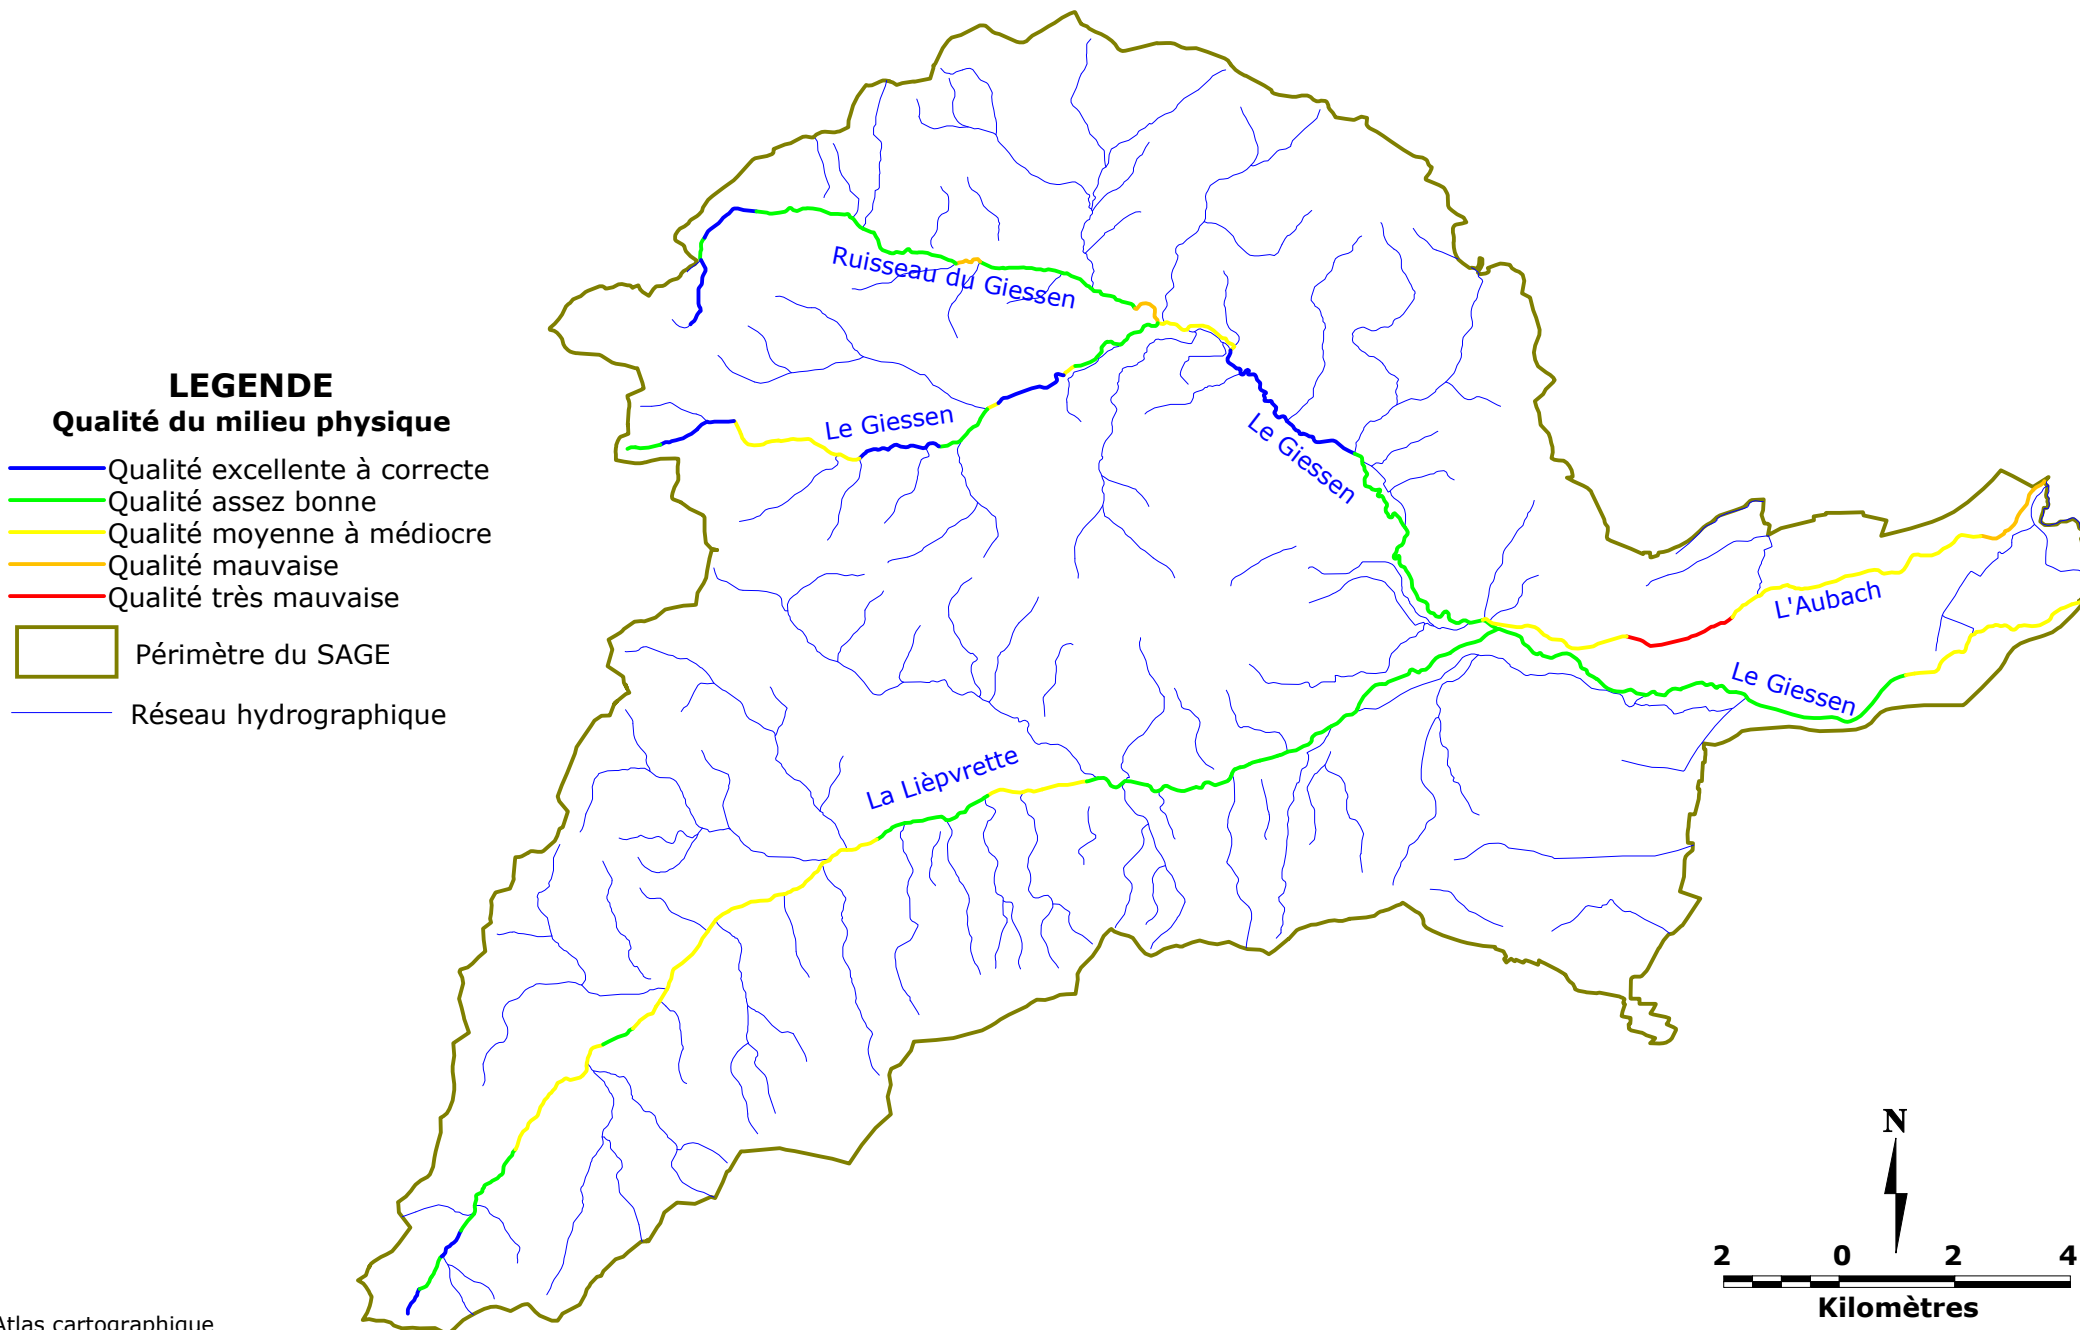 Ruisseau du Giessen
LEGENDE
Qualité du milieu physique
Qualité excellente à correcte
Qualité assez bonne
Qualité moyenne à médiocre
Qualité mauvaise
Qualité très mauvaise
Périmètre du SAGE
Réseau hydrographique
Le Giessen
Le Giessen
L'Aubach
Le Giessen
La Lièpvrette
N
2 0 2 4
Kilomètres
Atlas cartographique